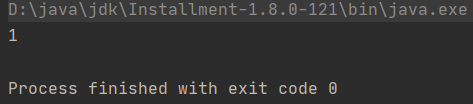 D:\java\jdk\Installment-1.8.0-121\bin\java.exe
1
Process finished with exit code 0